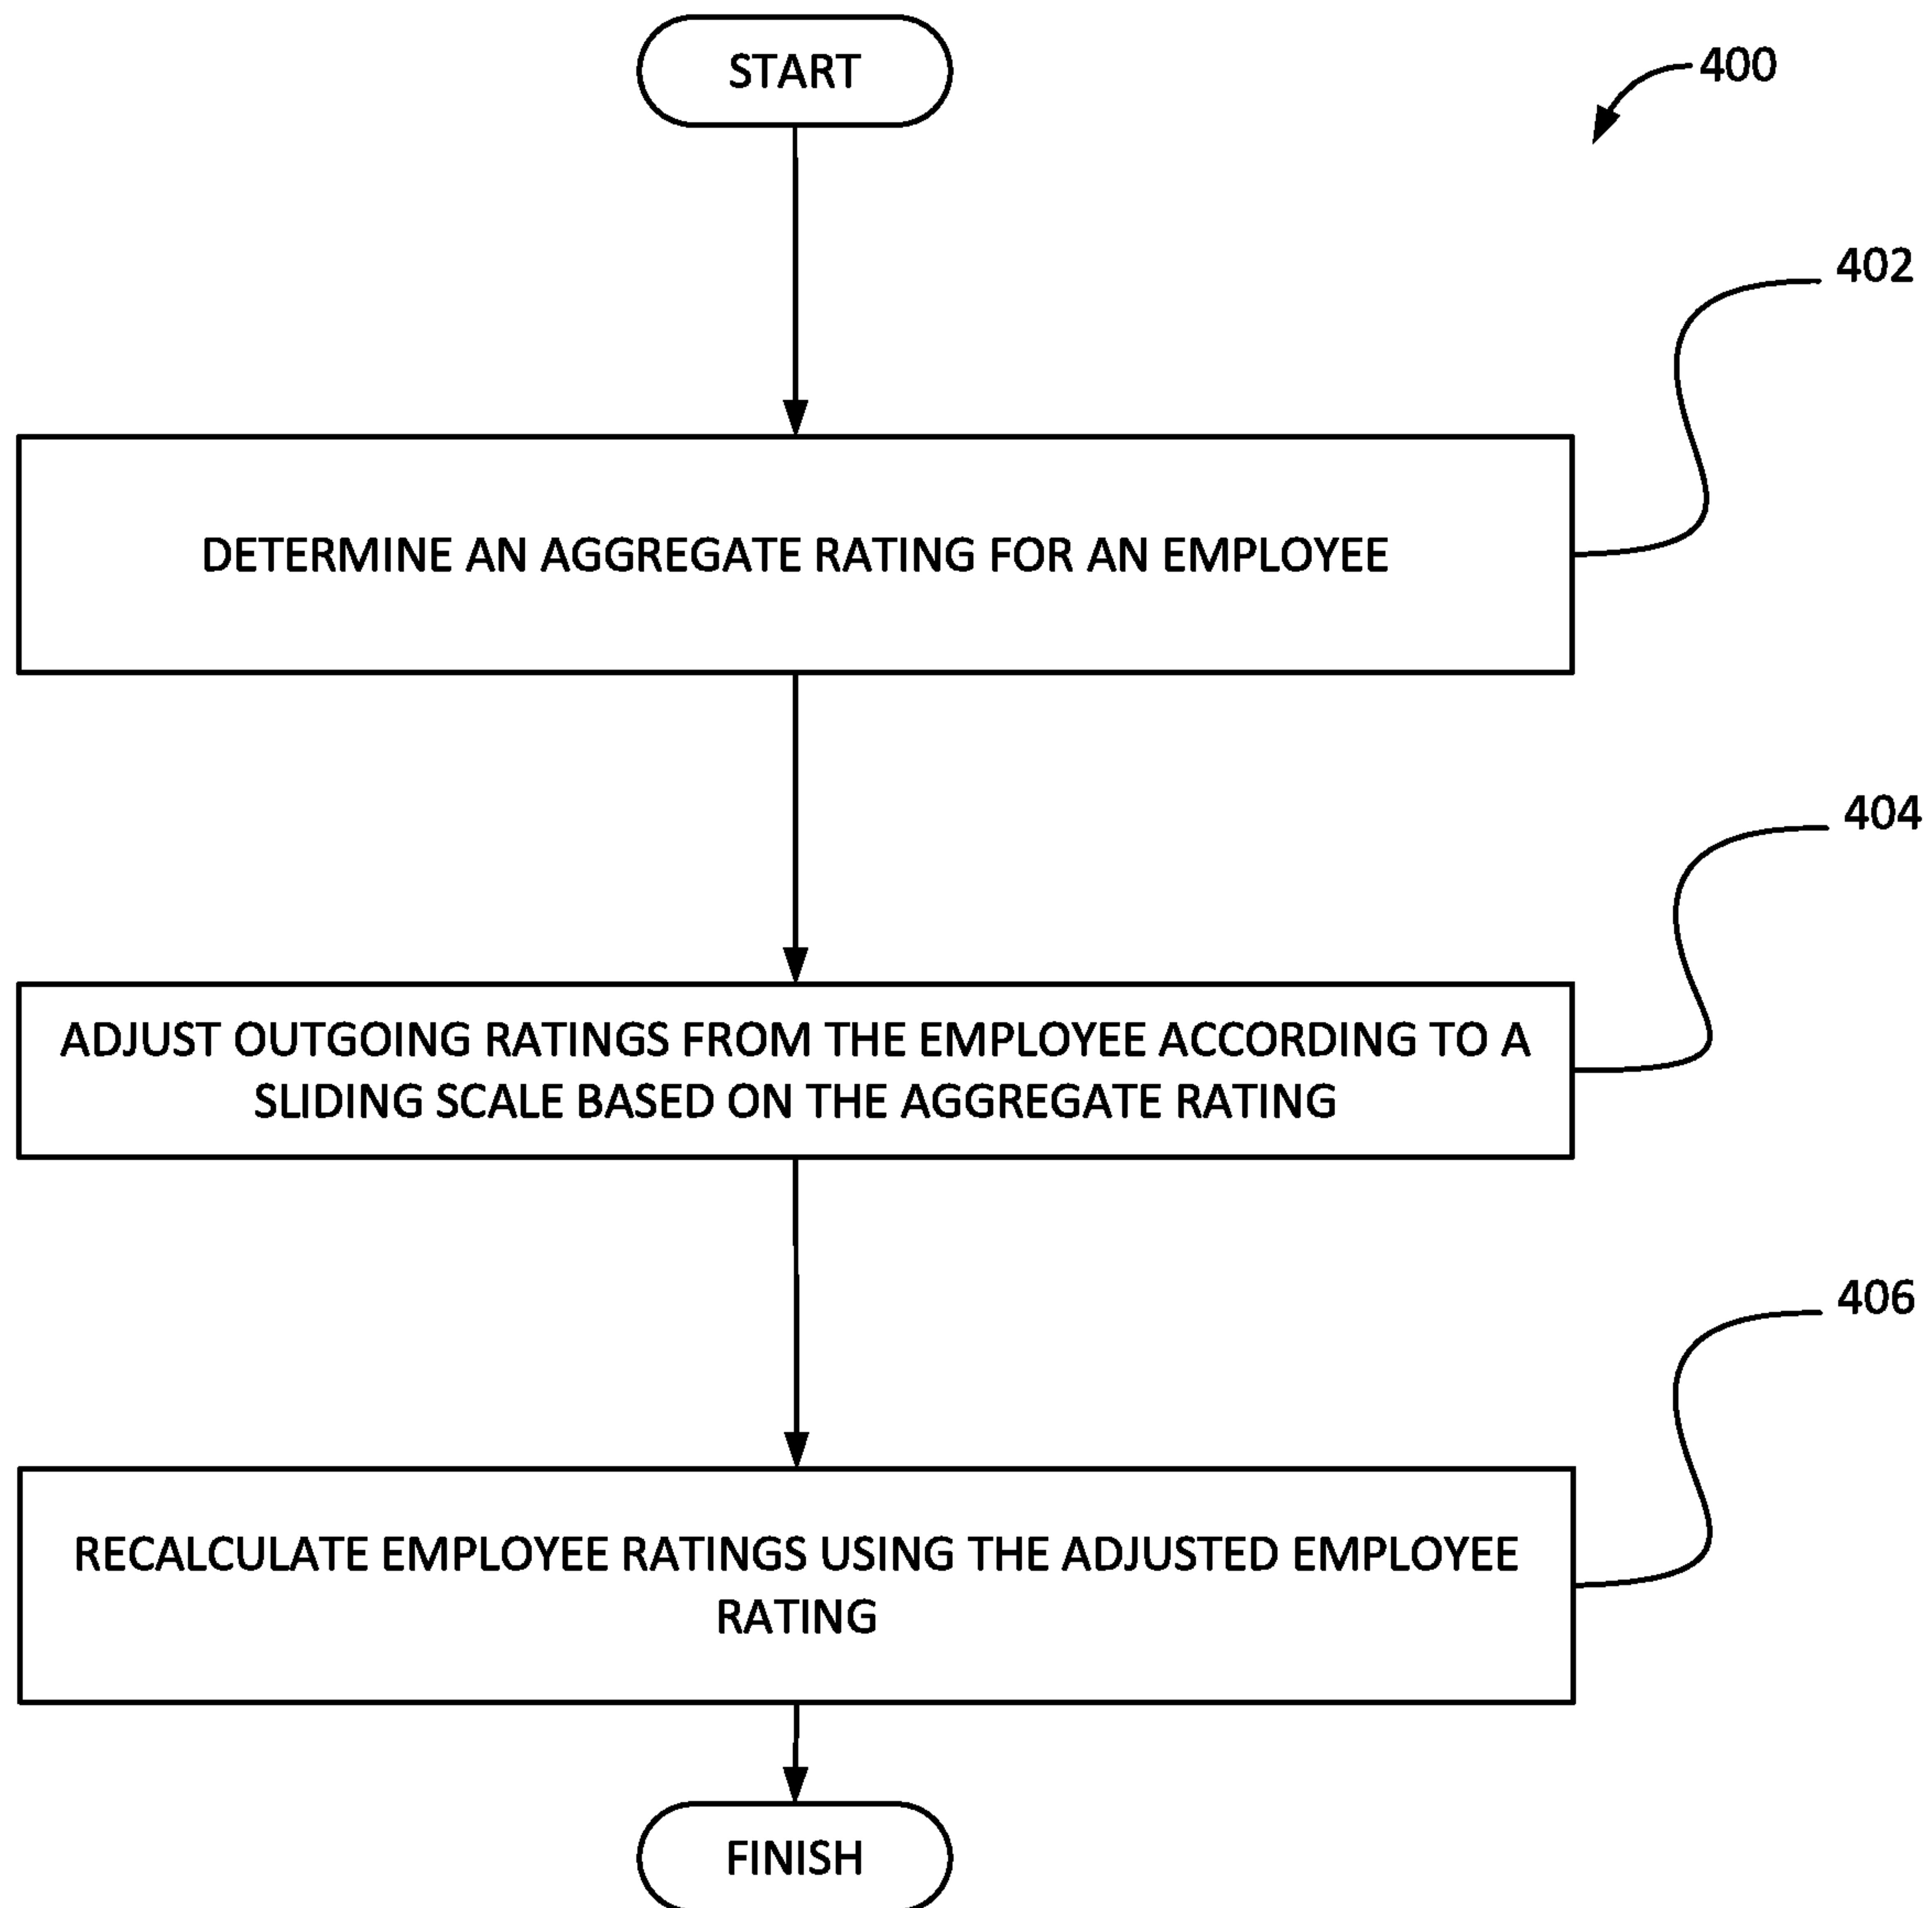 START
400
402
DETERMINE AN AGGREGATE RATING FOR AN EMPLOYEE
404
ADJUST OUTGOING RATINGS FROM THE EMPLOYEE ACCORDING TO A
SLIDING SCALE BASED ON THE AGGREGATE RATING
406
RECALCULATE EMPLOYEE RATINGS USING THE ADJUSTED EMPLOYEE
RATING
FINISH